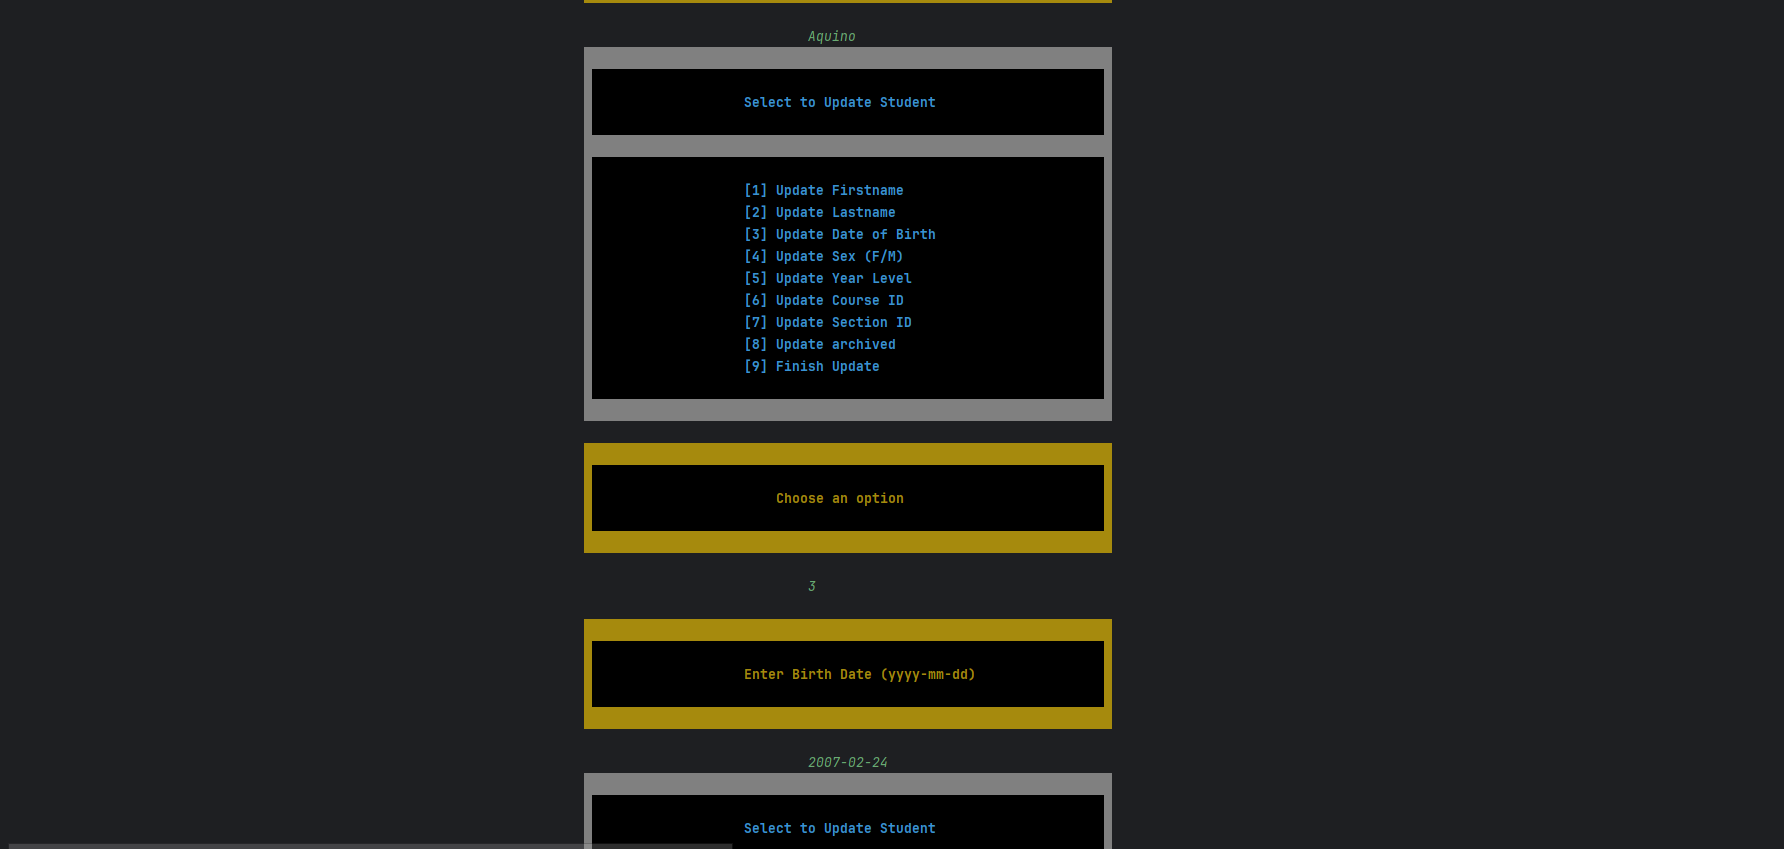 Aquino
Select to Update Student
[1] Update Firstname
[2] Update Lastname
[3] Update Date of Birth
[4] Update Sex (F/M)
[5] Update Year Level
[6] Update Course ID
[7] Update Section ID
[8] Update archived
[9] Finish Update
Choose an option
3
Enter Birth Date (yyyy-mm-dd)
2007-02-24
Select to Update Student